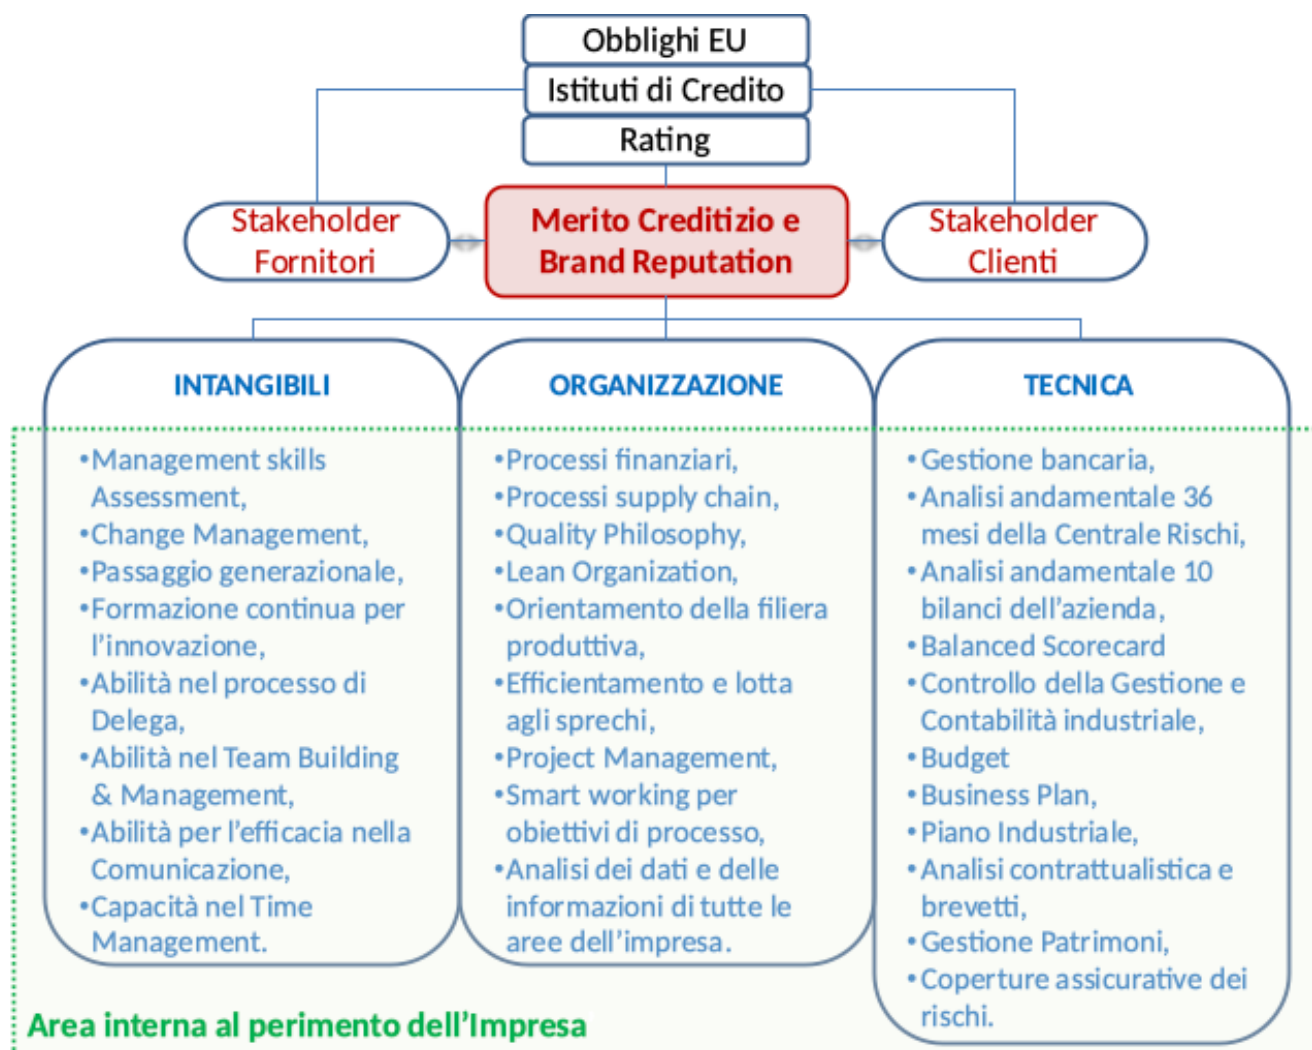 Obblighi EU
Istituti di Credito
Rating
Stakeholder
Fornitori
Merito Creditizio e
Brand Reputation
Stakeholder
Clienti
INTANGIBILI
•Management skills
Assessment,
•Change Management,
•Passaggio generazionale,
•Formazione continua per
l’innovazione,
•Abilità nel processo di
Delega,
•Abilità nel Team Building
& Management,
•Abilità per l’efficacia nella
Comunicazione,
•Capacità nel Time
Management.
ORGANIZZAZIONE
•Processi finanziari,
•Processi supply chain,
•Quality Philosophy,
•Lean Organization,
•Orientamento della filiera
produttiva,
•Efficientamento e lotta
agli sprechi,
•Project Management,
•Smart working per
obiettivi di processo,
•Analisi dei dati e delle
informazioni di tutte le
aree dell’impresa.
TECNICA
•Gestione bancaria,
•Analisi andamentale 36
mesi della Centrale Rischi,
•Analisi andamentale 10
bilanci dell’azienda,
•Balanced Scorecard
•Controllo della Gestione e
Contabilità industriale,
•Budget
•Business Plan,
•Piano Industriale,
•Analisi contrattualistica e
brevetti,
•Gestione Patrimoni,
•Coperture assicurative dei
rischi.
Area interna al perimento dell’Impresa